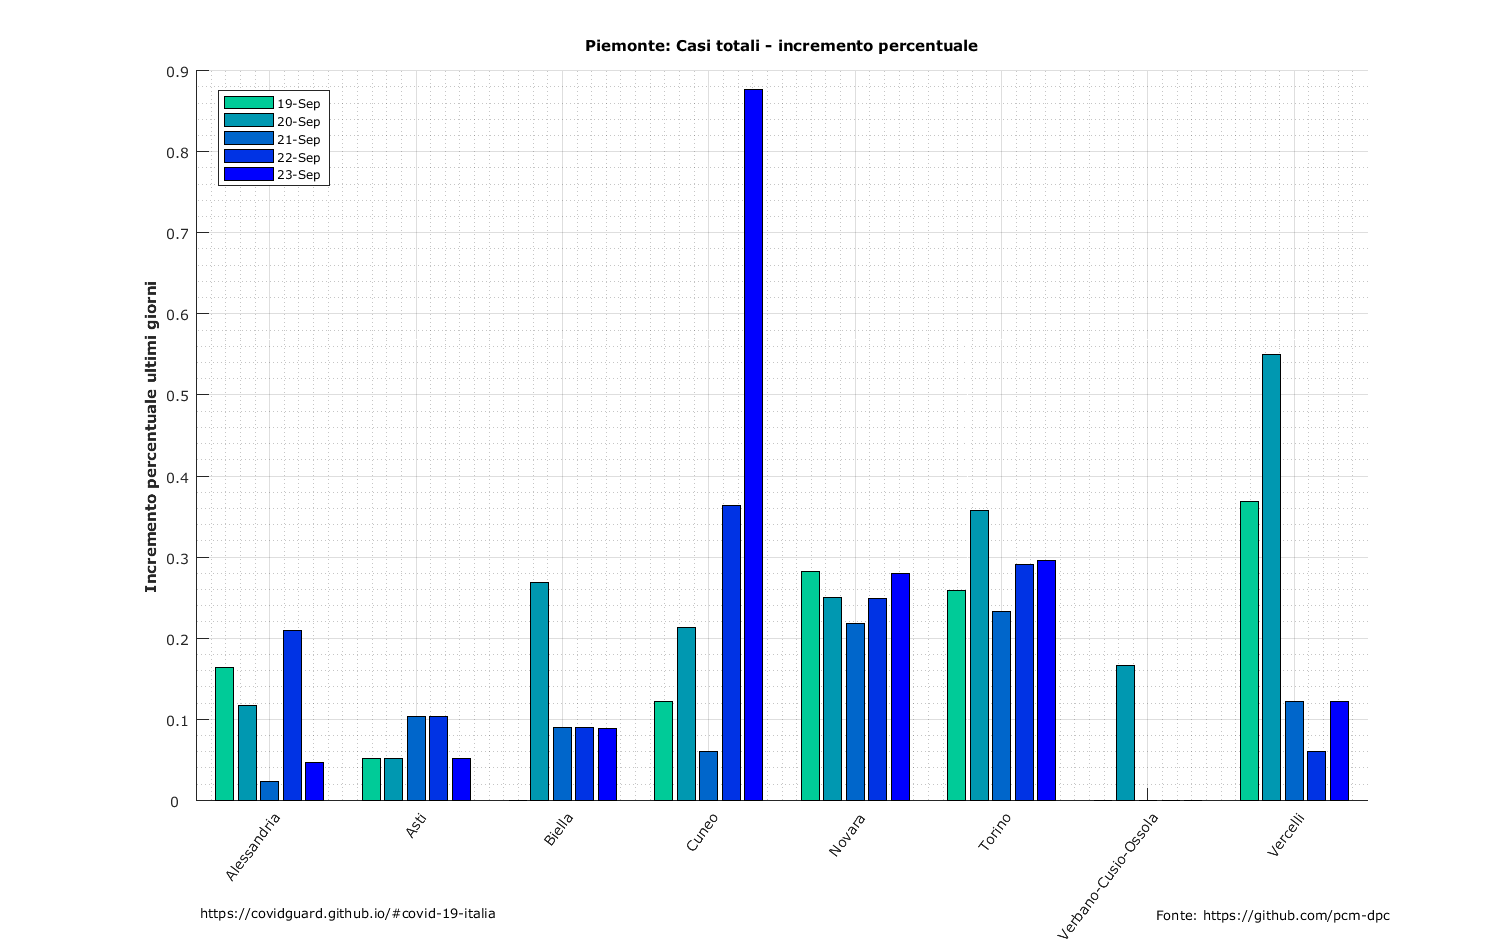 Piemonte: Casi totali - incremento percentuale
Incremento percentuale ultimi giorni
0.9
0.8
0.7
0.6
0.5
0.4
0.3
0.2
0.1
0
19-Sep
20-Sep
21-Sep
22-Sep
23-Sep
Alessandria
Asti
Biella
Cuneo
Novara
Torino
Verbano-Cusio-Ossola
Vercelli
https://covidguard.github.io/#covid-19-italia
Fonte: https://github.com/pcm-dpc